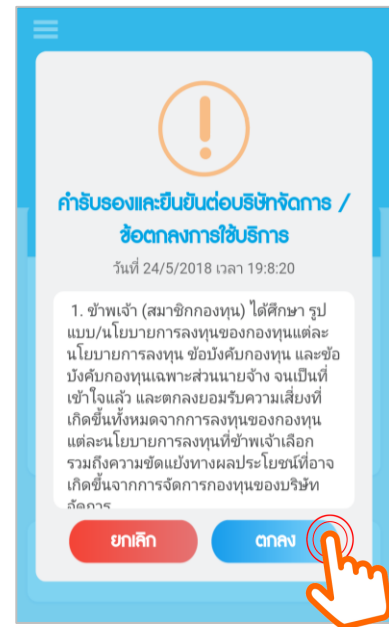 คำรับรองและยืนยันต่อบริษัทจัดการ /
ข้อตกลงการใช้บริการ
วันที่ 24/5/2018 เวลา 19:8:20
1. ข้าพเจ้า (สมาชิกกองทุน) ได้ศึกษา รูป
แบบ/นโยบายการลงทุนของกองทุนแต่ละ
นโยบายการลงทุน ข้อบังคับกองทุน และข้อ
บังคับกองทุนเฉพาะส่วนนายจ้าง จนเป็นที่
เข้าใจแล้ว และตกลงยอมรับความเสี่ยงที่
เกิดขึ้นทั้งหมดจากการลงทุนของกองทุน
แต่ละนโยบายการลงทุนที่ข้าพเจ้าเลือก
รวมถึงความขัดแย้งทางผลประโยชน์ที่อาจ
เกิดขึ้นจากการจัดการกองทุนของบริษัท
จัดการ
ยกเลิก ตกลง